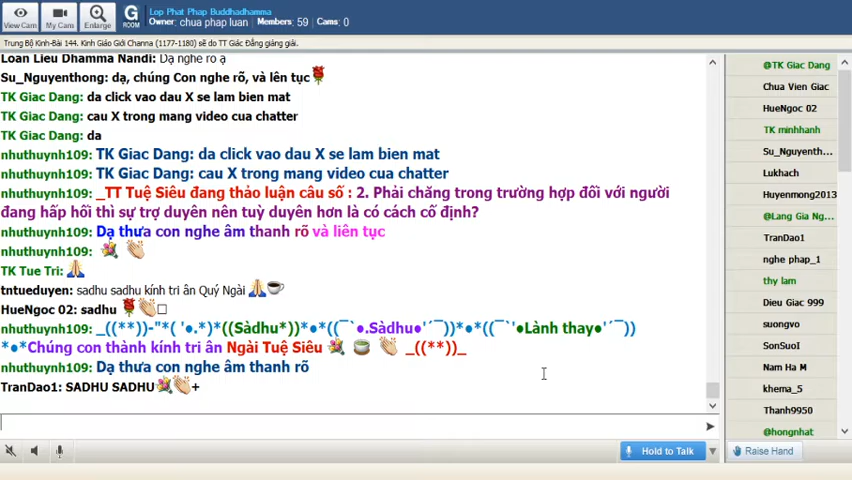 Lop Phat Phap Buddhadhamma
Owner: chua phap luan Members: 59 Cams: 0
View Cam
My Cams
Enlarge
G
ROOM
Trung Bộ Kinh-Bài 144. Kinh Giáo Giới Channa (1177-1180) sẽ do TT Giác Đẳng giảng giải.
Loan Lieu Dhamma Nandi: Dạ nghe rõ ạ
Su_Nguyenthong: dạ, chúng Con nghe rõ, và lên tục
TK Giac Dang: da click vao dau X se lam bien mat
TK Giac Dang: cau X trong mang video cua chatter
TK Giac Dang: da
nhuthuynh109: TK Giac Dang: da click vao dau X se lam bien mat
nhuthuynh109: TK Giac Dang: cau X trong mang video cua chatter
nhuthuynh109: _TT Tuệ Siêu đang thảo luận câu số : 2. Phải chăng trong trường hợp đối với người
đang hấp hối thì sự trợ duyên nên tuỳ duyên hơn là có cách cố định?
nhuthuynh109: Dạ thưa con nghe âm thanh rõ và liên tục
nhuthuynh109:
TK Tue Tri:
tntueduyen: sadhu sadhu kính tri ân Quý Ngài
HueNgoc 02: sadhu
nhuthuynh109: _((**))-"*( '●.*)*((Sàdhu*))*●*((¯`●.Sàdhu●'´¯))*●*((¯`'●Lành thay●'´¯))
*●*Chúng con thành kính tri ân Ngài Tuệ Siêu _((**))_
nhuthuynh109: Dạ thưa con nghe âm thanh rõ
TranDao1: SADHU SADHU +
Hold to Talk
@TK Giac Dang
Chua Vien Giac
HueNgoc 02
TK minhhanh
Su_Nguyenth...
Lukhach
Huyenmong2013
@Lang Gia Ng...
TranDao1
nghe phap_1
thy lam
Dieu Giac 999
suongvo
SonSuoI
Nam Ha M
khema_5
Thanh9950
@hongnhat
Raise Hand